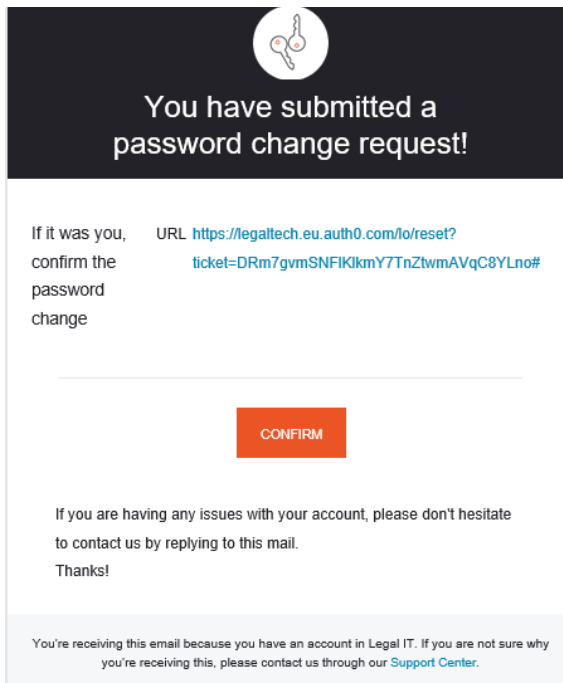 You have submitted a
password change request!
If it was you,
confirm the
password
change
URL https://legaltech.eu.auth0.com/lo/reset?
ticket=DRm7gvmSNFIKIkmY7TnZtwmAVqC8YLno#
CONFIRM
If you are having any issues with your account, please don't hesitate
to contact us by replying to this mail.
Thanks!
You're receiving this email because you have an account in Legal IT. If you are not sure why
you're receiving this, please contact us through our Support Center.